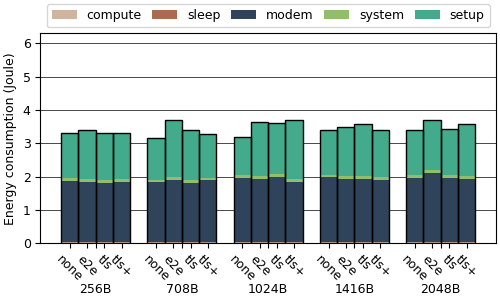 compute sleep modem system setup
Energy consumption (Joule)
6
5
4
3
2
1
0
none e2e tls tls+ none e2e tls tls+ none e2e tls tls+ none e2e tls tls+ none e2e tls tls+
256B 708B 1024B 1416B 2048B